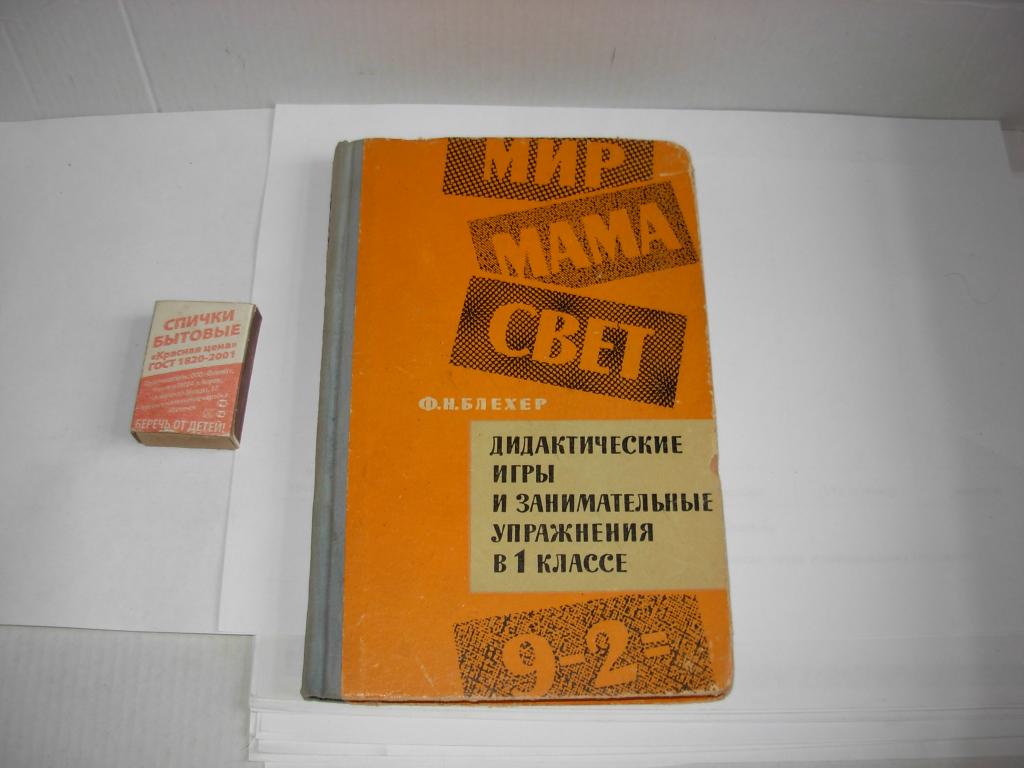 МИР
МАМА
СВЕТ
Ф.Н.БЛЕХЕР
ДИДАКТИЧЕСКИЕ
ИГРЫ
И ЗАНИМАТЕЛЬНЫЕ
УПРАЖНЕНИЯ
В 1 КЛАССЕ
9-2=
СПИЧКИ
БЫТОВЫЕ
«Красная цена»
ГОСТ 1820-2001
БЕРЕЧЬ ОТ ДЕТЕЙ!